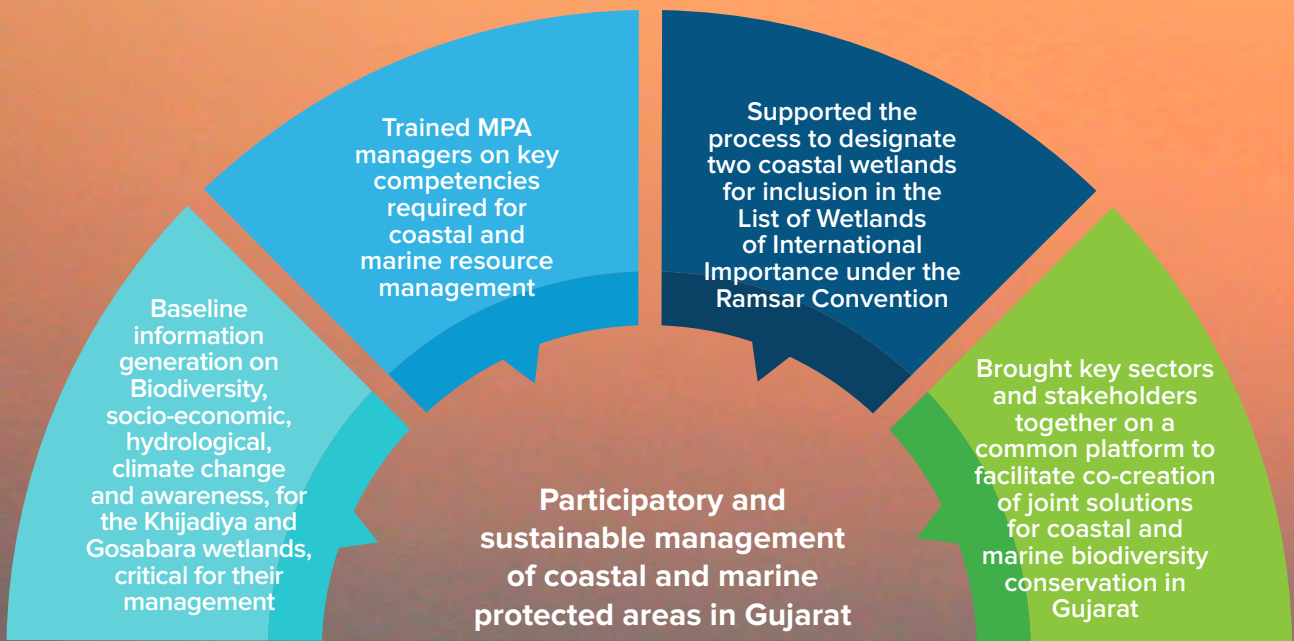 Baseline
information
generation on
Biodiversity,
socio-economic,
hydrological,
climate change
and awareness, for
the Khijadiya and
Gosabara wetlands,
critical for their
management
Trained MPA
managers on key
competencies
required for
coastal and
marine resource
management
Supported the
process to designate
two coastal wetlands
for inclusion in the
List of Wetlands
of International
Importance under the
Ramsar Convention
Brought key sectors
and stakeholders
together on a
common platform to
facilitate co-creation
of joint solutions
for coastal and
marine biodiversity
conservation in
Gujarat
Participatory and
sustainable management
of coastal and marine
protected areas in Gujarat